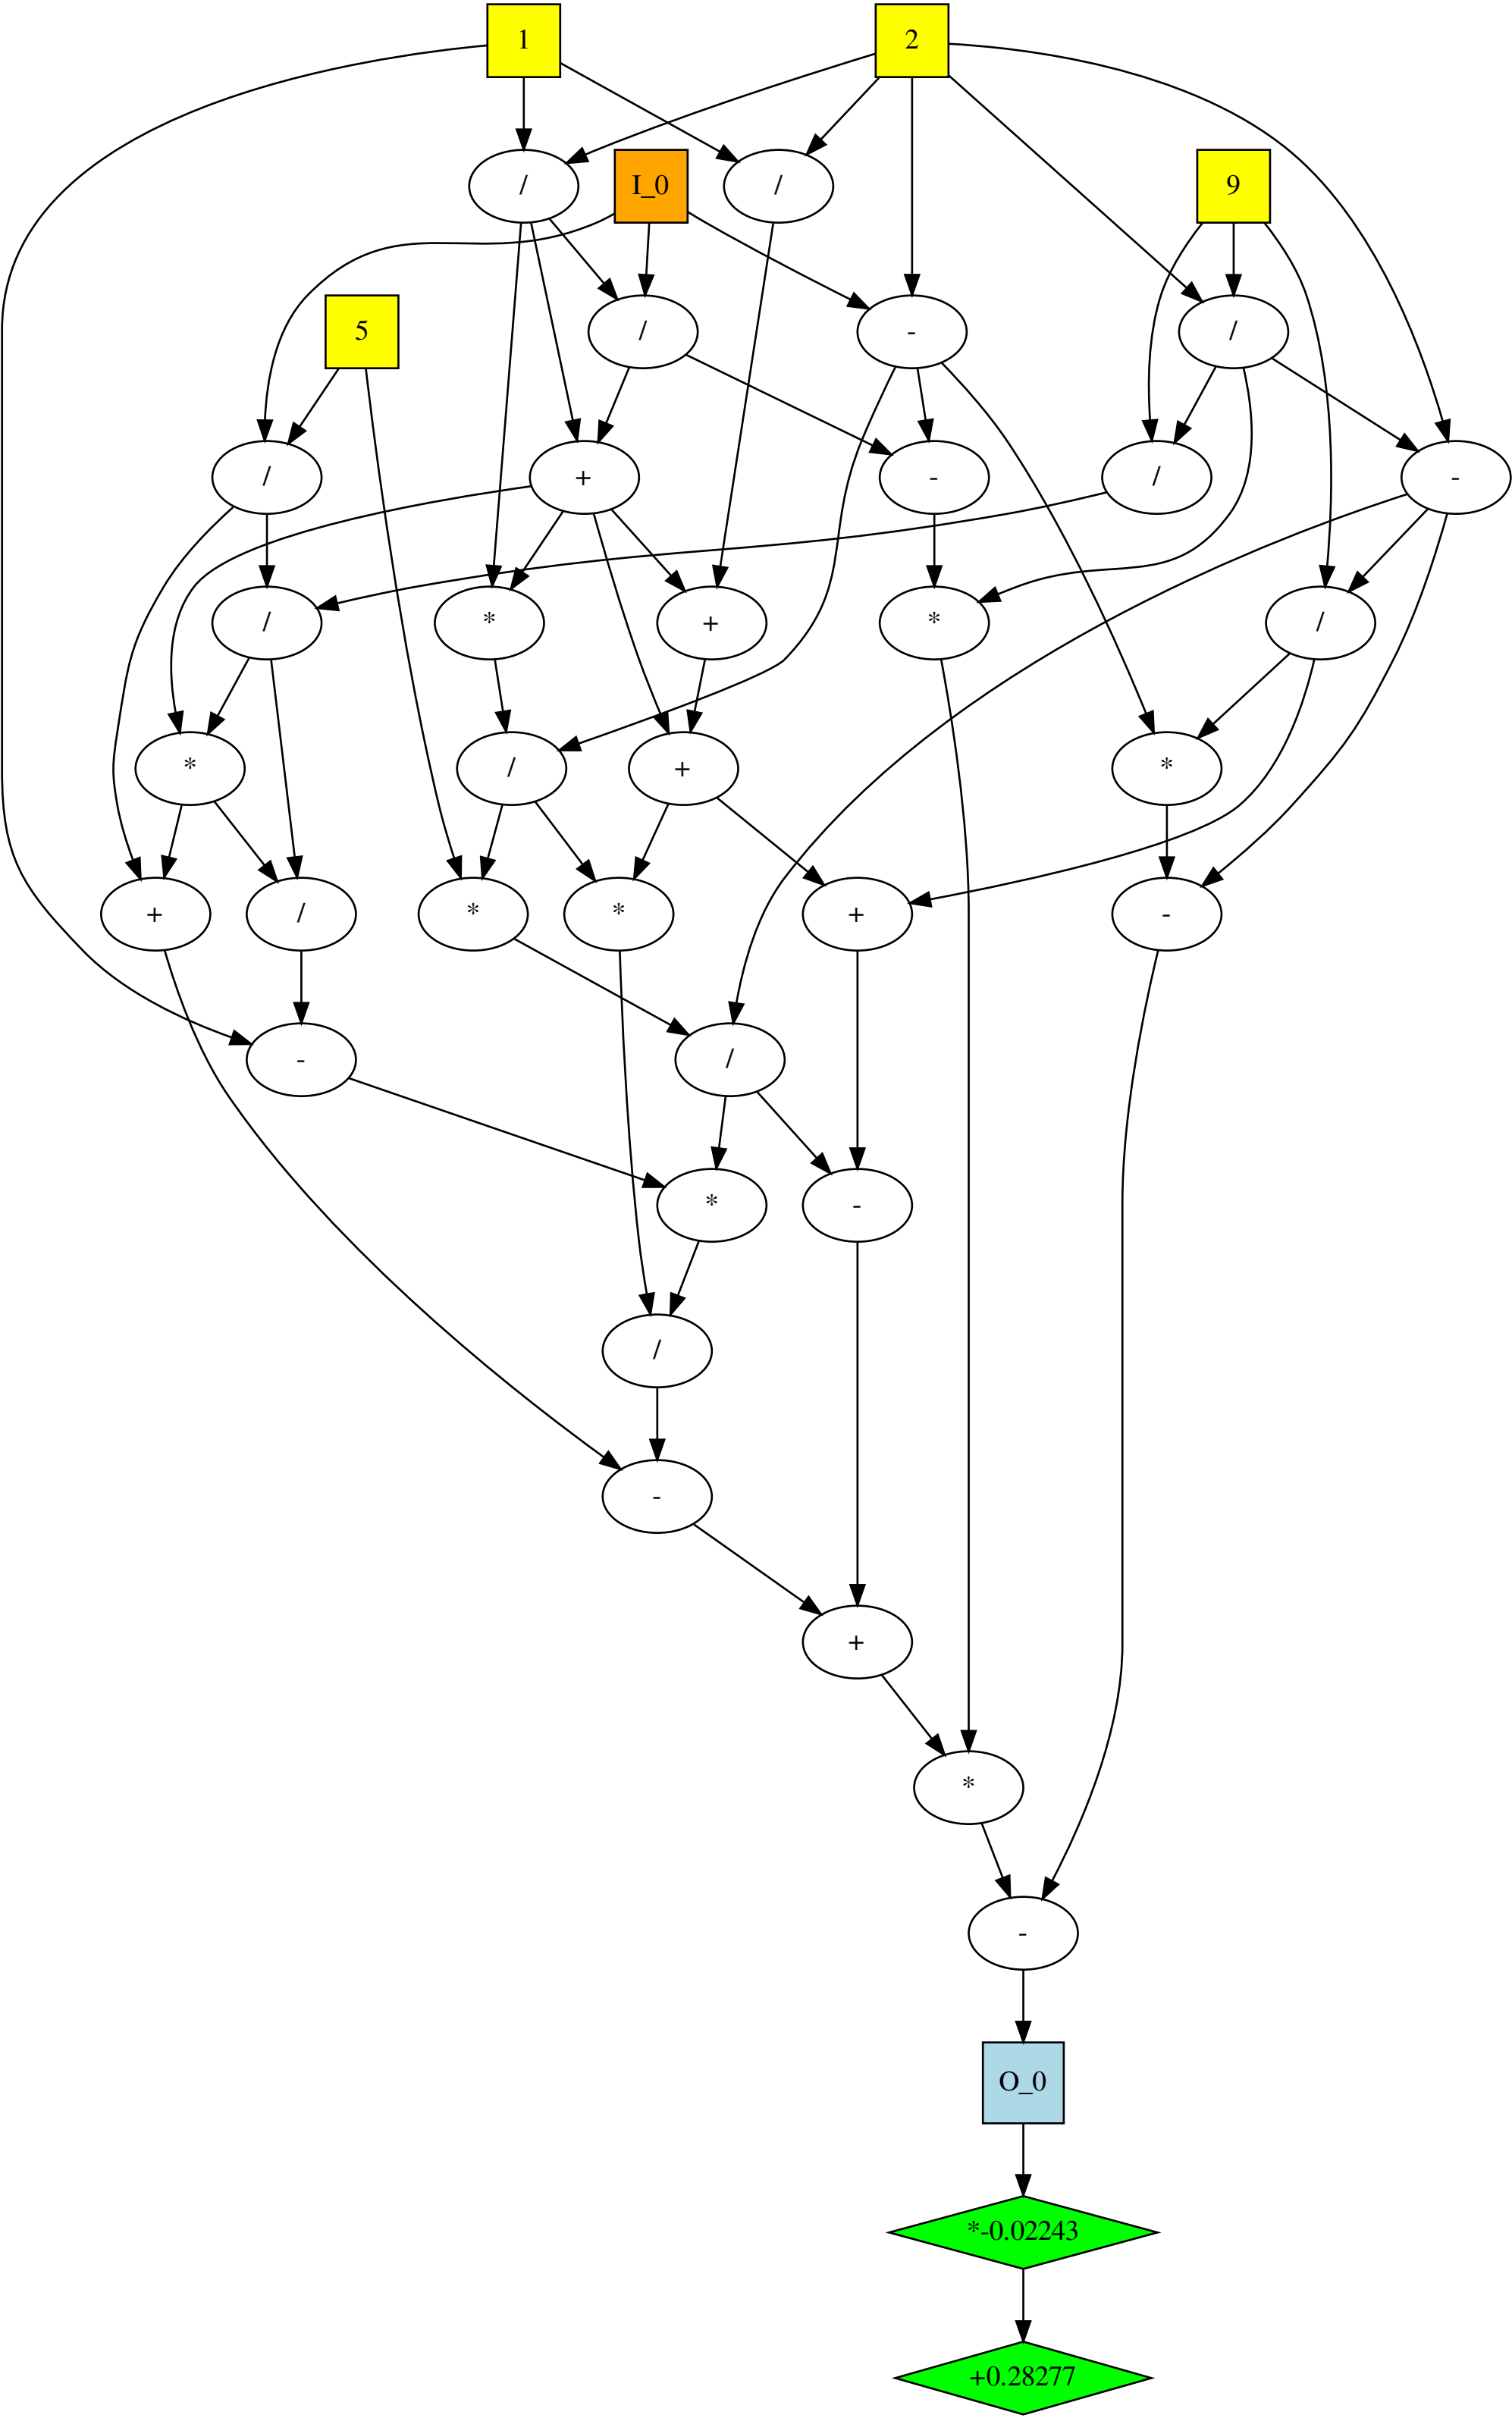 1 2
/ I_0 / 9
5 / - /
/ + - / -
/ * + * /
* / + *
+ / * * + -
- /
* -
/
-
+
*
-
O_0
*-0.02243
+0.28277